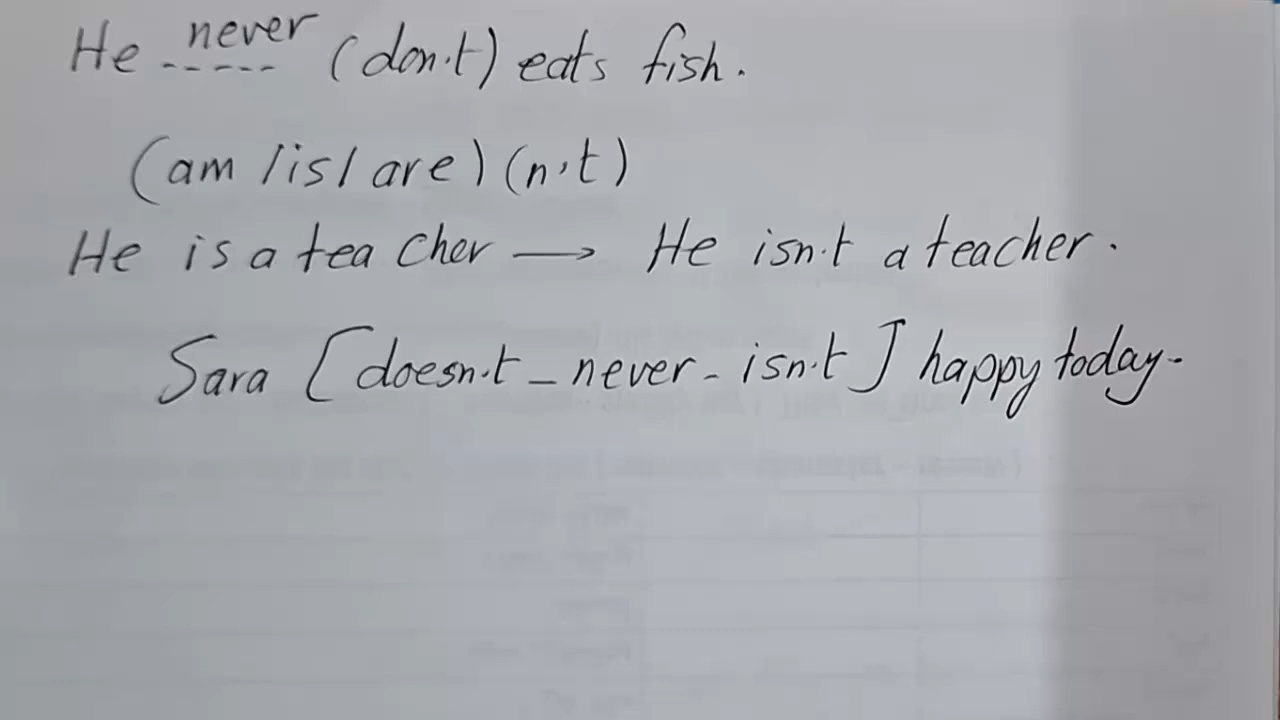 He never (don't) eats fish.
(am / is / are) (n't)
He is a teacher → He isn't a teacher.
Sara [doesn't - never - isn't] happy today.